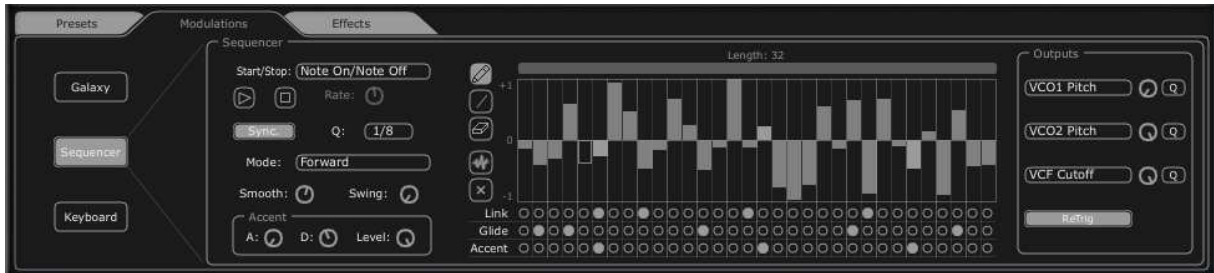 Presets Modulations Effects
Sequencer Length: 32 Outputs
Start/Stop: Note On/Note Off
Galaxy Rate: +1 VCO1 Pitch Q
Sync. Q: 1/8 0 VCO2 Pitch Q
Sequencer
Mode: Forward VCF Cutoff Q
Smooth: Swing: -1
Keyboard Accent Link ReTrig
A: D: Level: Glide
Accent